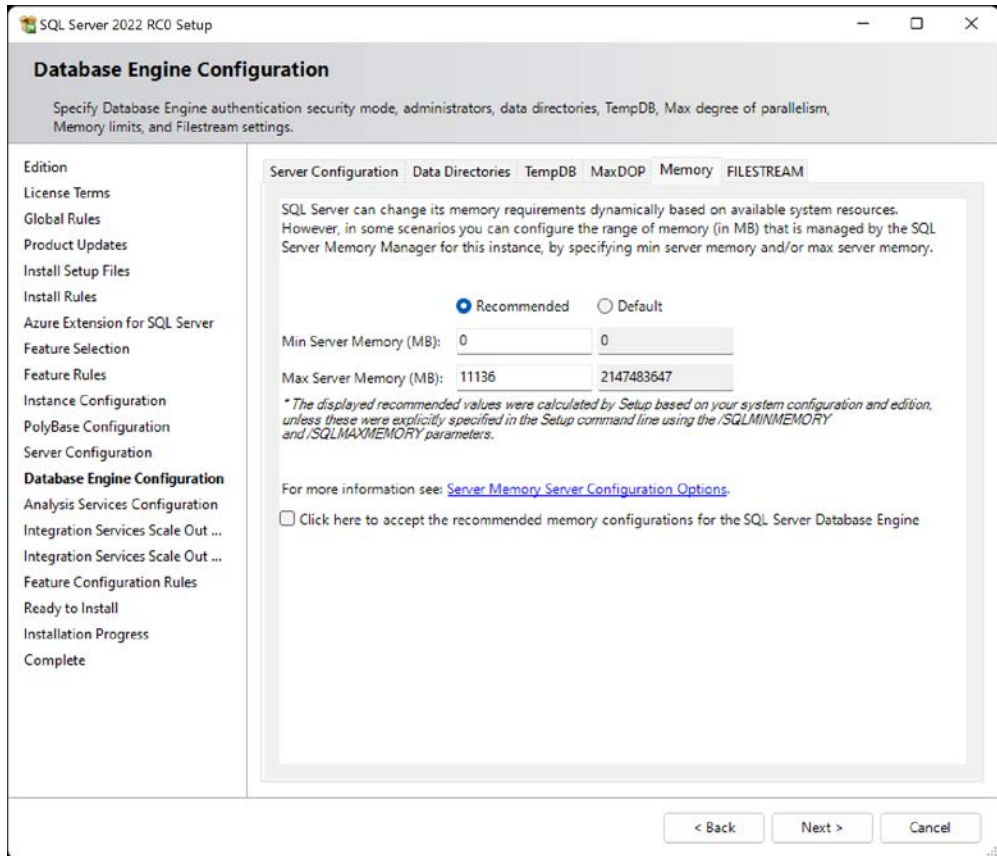 SQL Server 2022 RC0 Setup
Database Engine Configuration
Specify Database Engine authentication security mode, administrators, data directories, TempDB, Max degree of parallelism,
Memory limits, and Filestream settings.
Edition
License Terms
Global Rules
Product Updates
Install Setup Files
Install Rules
Azure Extension for SQL Server
Feature Selection
Feature Rules
Instance Configuration
PolyBase Configuration
Server Configuration
Database Engine Configuration
Analysis Services Configuration
Integration Services Scale Out ...
Integration Services Scale Out ...
Feature Configuration Rules
Ready to Install
Installation Progress
Complete
Server Configuration Data Directories TempDB MaxDOP Memory FILESTREAM
SQL Server can change its memory requirements dynamically based on available system resources.
However, in some scenarios you can configure the range of memory (in MB) that is managed by the SQL
Server Memory Manager for this instance, by specifying min server memory and/or max server memory.
Recommended Default
Min Server Memory (MB): 0 0
Max Server Memory (MB): 11136 2147483647
* The displayed recommended values were calculated by Setup based on your system configuration and edition,
unless these were explicitly specified in the Setup command line using the /SQLMINMEMORY
and /SQLMAXMEMORY parameters.
For more information see: Server Memory Server Configuration Options.
Click here to accept the recommended memory configurations for the SQL Server Database Engine
< Back Next > Cancel